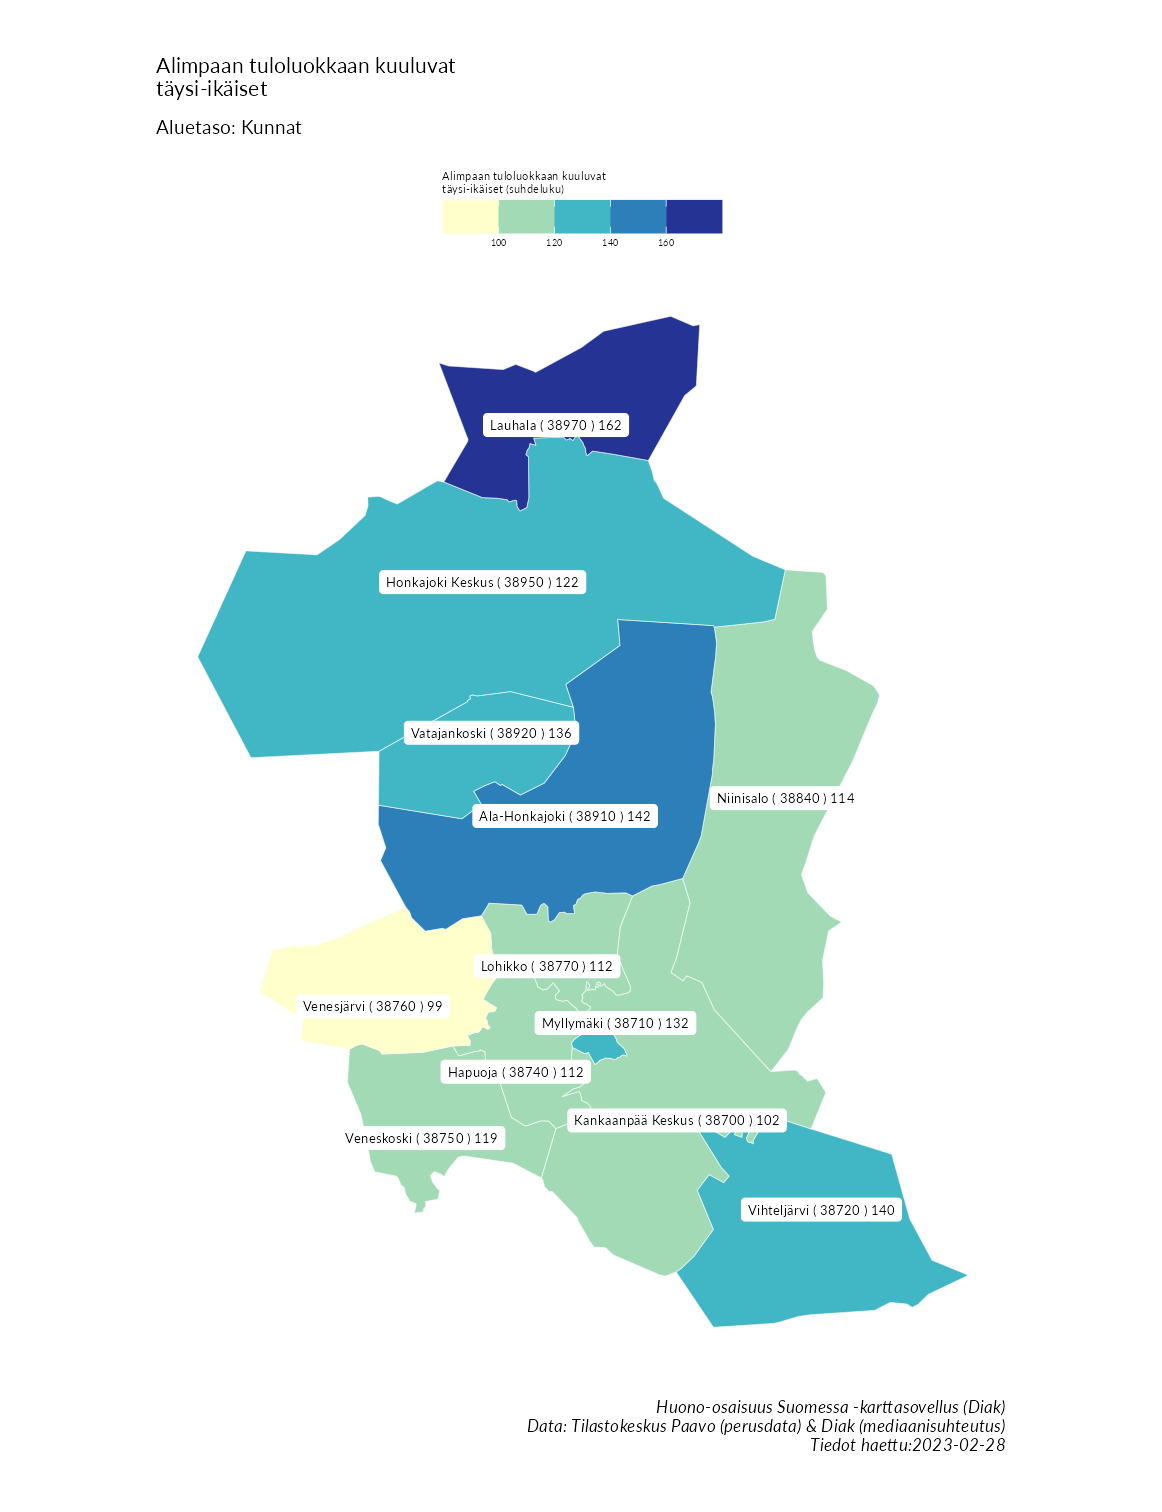 Alimpaan tuloluokkaan kuuluvat
täysi-ikäiset
Aluetaso: Kunnat
Alimpaan tuloluokkaan kuuluvat
täysi-ikäiset (suhdeluku)
100 120 140 160
Lauhala ( 38970 ) 162
Honkajoki Keskus ( 38950 ) 122
Vatajankoski ( 38920 ) 136
Niinisalo ( 38840 ) 114
Ala-Honkajoki ( 38910 ) 142
Lohikko ( 38770 ) 112
Venesjärvi ( 38760 ) 99
Myllymäki ( 38710 ) 132
Hapuoja ( 38740 ) 112
Kankaanpää Keskus ( 38700 ) 102
Veneskoski ( 38750 ) 119
Vihteljärvi ( 38720 ) 140
Huono-osaisuus Suomessa -karttasovellus (Diak)
Data: Tilastokeskus Paavo (perusdata) & Diak (mediaanisuhteutus)
Tiedot haettu:2023-02-28